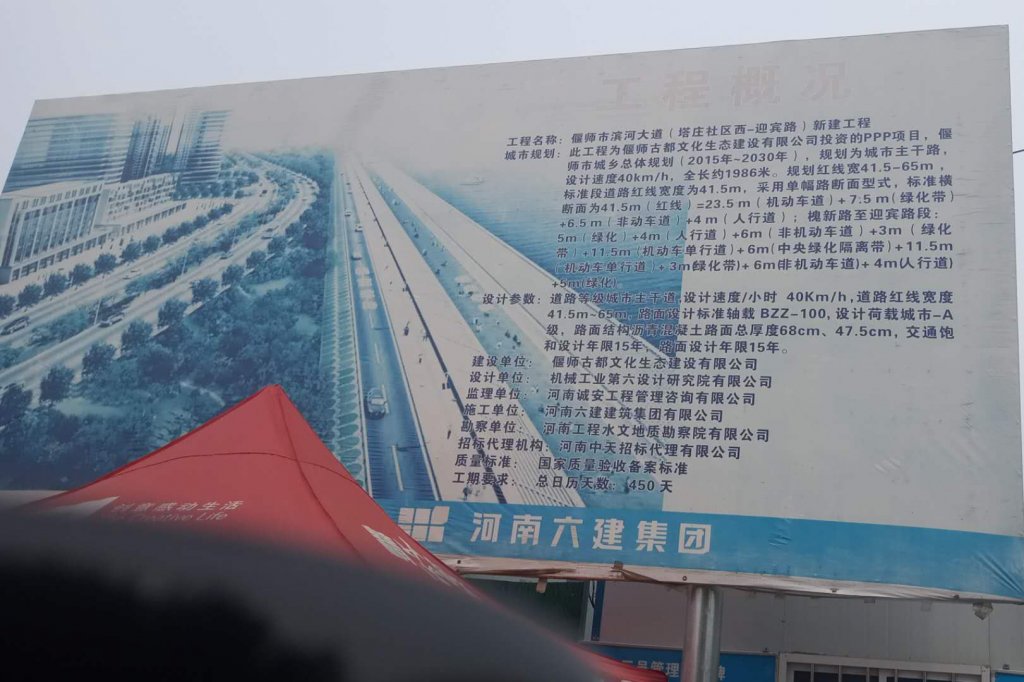 工程概况
工程名称：偃师市滨河大道（塔庄社区西-迎宾路）新建工程
城市规划：此工程为偃师古都文化生态建设有限公司投资的PPP项目，偃
师市城乡总体规划（2015年~2030年），规划为城市主干路，
设计速度40km/h，全长约1986米。规划红线宽41.5-65m，
标准段道路红线宽度为41.5m，采用单幅路断面型式，标准横
断面为41.5m（红线）=23.5m（机动车道）+7.5m（绿化带）
+6.5m（非动车道）+4m（人行道）；槐新路至迎宾路段：
5m（绿化）+4m（人行道）+6m（非机动车道）+3m（绿化
带）+11.5m(机动车单行道）+6m(中央绿化隔离带)+11.5m
(机动车单行道）+3m(绿化带)+6m(非机动车道)+4m(人行道)
+5m(绿化)
设计参数：道路等级城市主干道,设计速度/小时 40Km/h,道路红线宽度
41.5m~65m，路面设计标准轴载BZZ-100,设计荷载城市-A
级，路面结构沥青混凝土路面总厚度68cm、47.5cm，交通饱
和设计年限15年，路面设计年限15年。
建设单位：偃师古都文化生态建设有限公司
设计单位：机械工业第六设计研究院有限公司
监理单位：河南诚安工程管理咨询有限公司
施工单位：河南六建建筑集团有限公司
勘察单位：河南工程水文地质勘察院有限公司
招标代理机构：河南中天招标代理有限公司
质量标准：国家质量验收备案标准
工期要求：总日历天数：450天
河南六建集团
创意感动生活
Creative Life